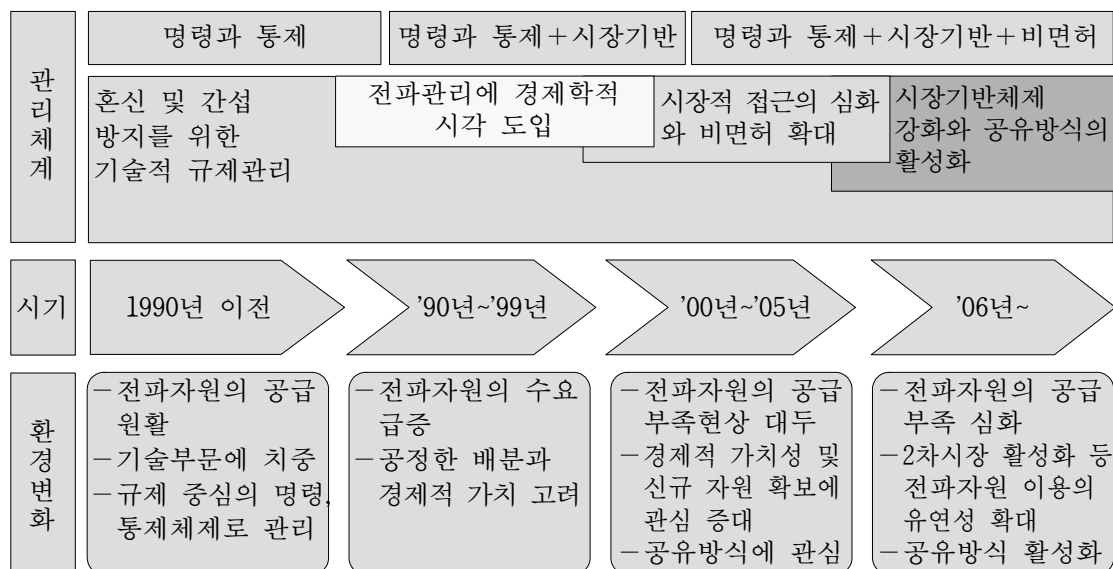 명령과 통제
명령과 통제+시장기반
명령과 통제+시장기반+비면허
관
리
체
계
혼신 및 간섭
방지를 위한
기술적 규제관리
전파관리에 경제학적
시각 도입
시장적 접근의 심화
와 비면허 확대
시장기반체제
강화와 공유방식의
활성화
시기
1990년 이전
’90년~’99년
’00년~’05년
’06년~
환
경
변
화
－전파자원의 공급
원활
－기술부문에 치중
－규제 중심의 명령,
통제체제로 관리
－전파자원의 수요
급증
－공정한 배분과
경제적 가치 고려
－전파자원의 공급
부족현상 대두
－경제적 가치성 및
신규 자원 확보에
관심 증대
－공유방식에 관심
－전파자원의 공급
부족 심화
－2차시장 활성화 등
전파자원 이용의
유연성 확대
－공유방식 활성화